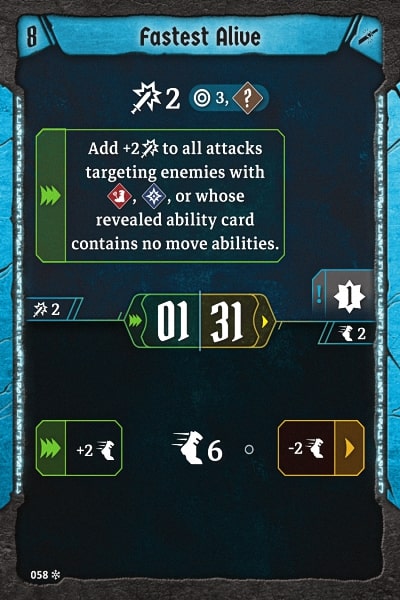 8 Fastest Alive
2 3, ?
Add +2 to all attacks
targeting enemies with
, , or whose
revealed ability card
contains no move abilities.
! 1
2 01 31 2
+2 6 -2
058